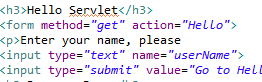 <h3>Hello Servlet</h3>
<form method="get" action="Hello">
<p>Enter your name, please
<input type="text" name="userName">
<input type="submit" value="Go to Hell